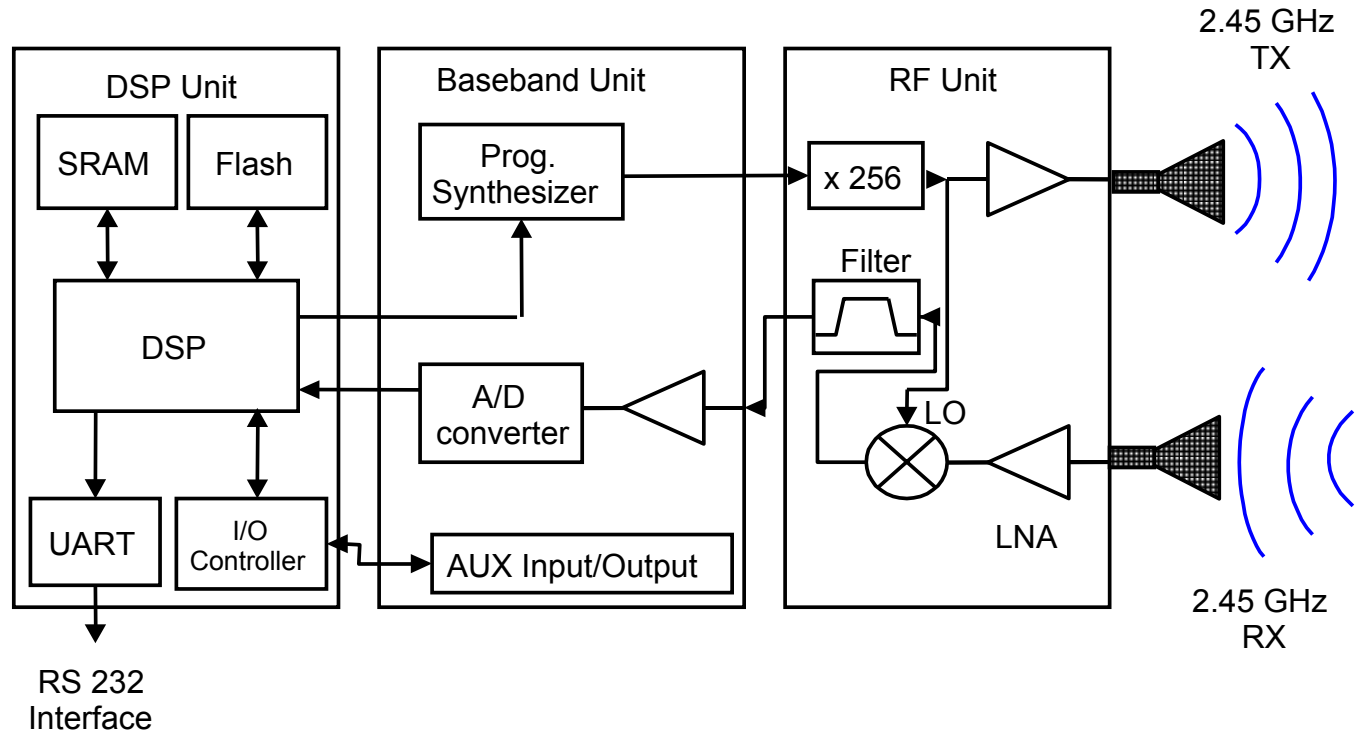 2.45 GHz
TX
DSP Unit
Baseband Unit
RF Unit
SRAM
Flash
Prog.
Synthesizer
x 256
Filter
DSP
A/D
converter
LO
UART
I/O
Controller
AUX Input/Output
LNA
2.45 GHz
RX
RS 232
Interface